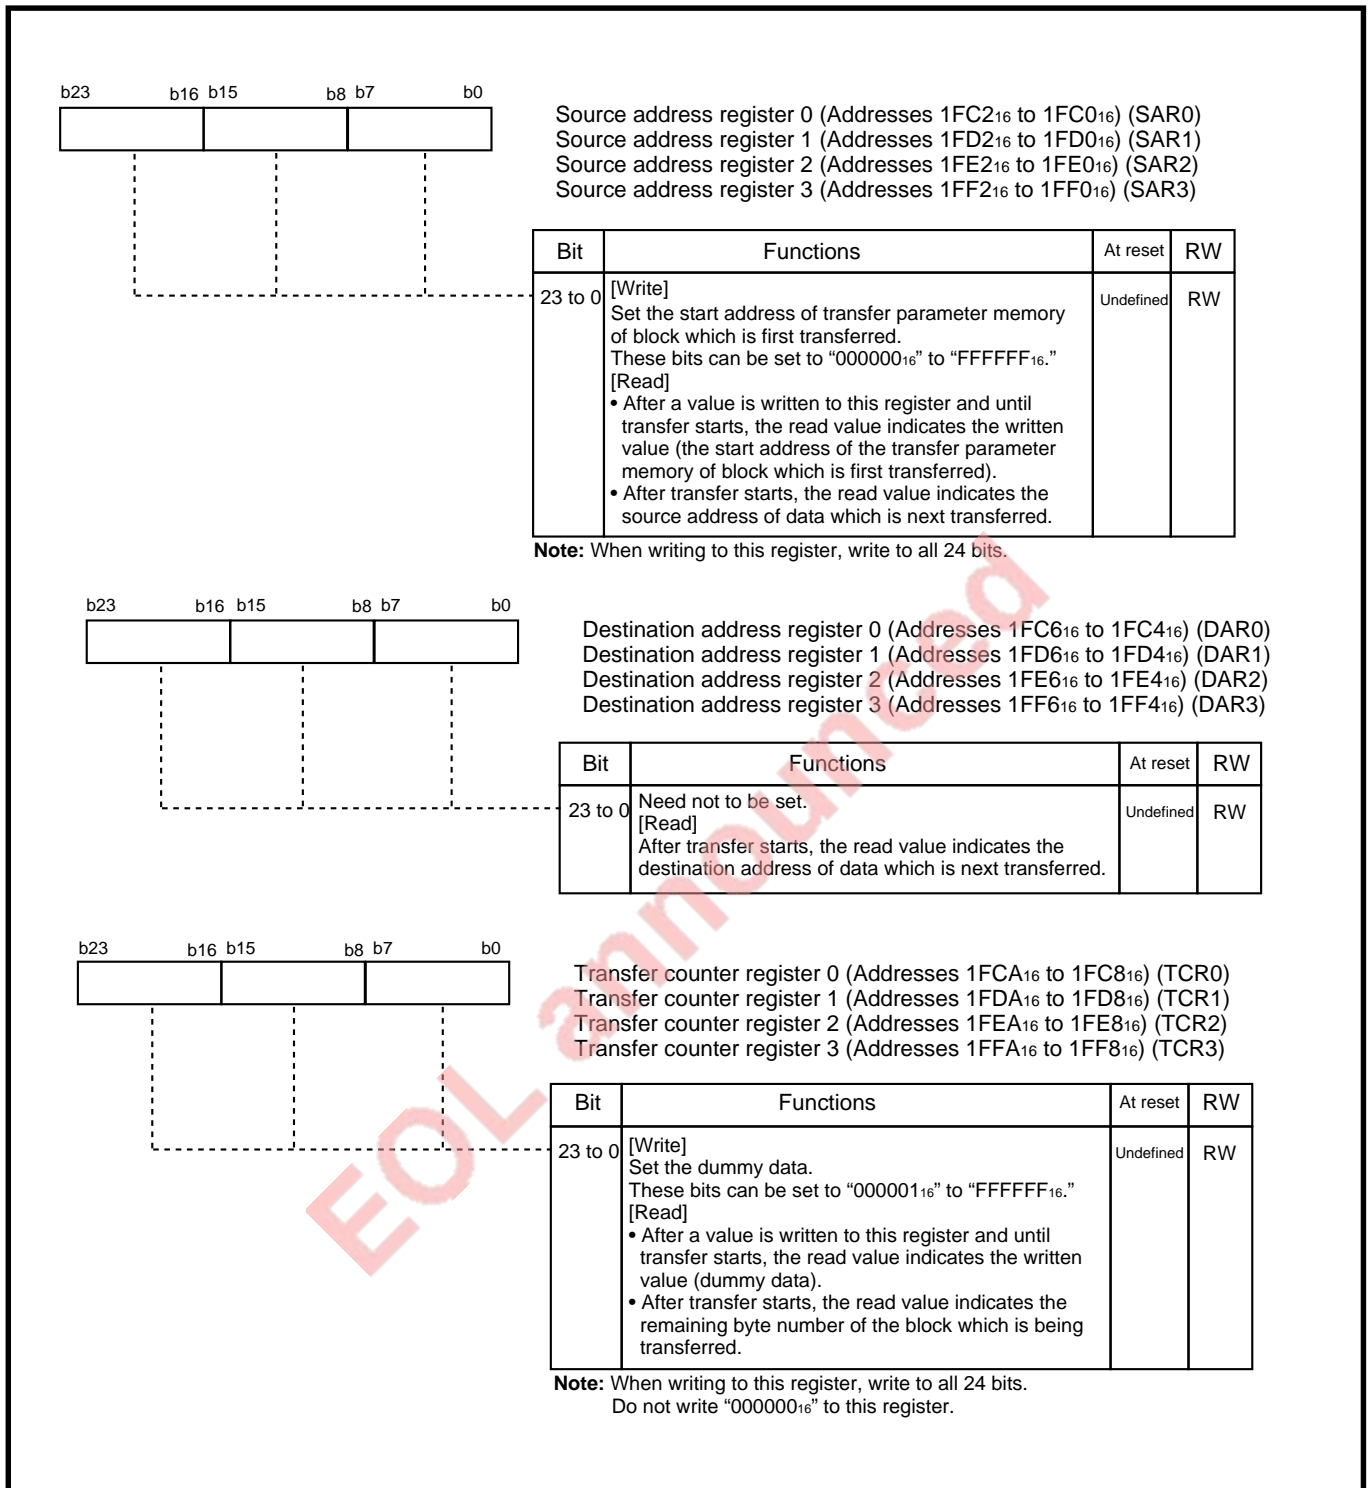 b23 b16 b15 b8 b7 b0
Source address register 0 (Addresses 1FC2₁₆ to 1FC0₁₆) (SAR0)
Source address register 1 (Addresses 1FD2₁₆ to 1FD0₁₆) (SAR1)
Source address register 2 (Addresses 1FE2₁₆ to 1FE0₁₆) (SAR2)
Source address register 3 (Addresses 1FF2₁₆ to 1FF0₁₆) (SAR3)
Bit Functions At reset RW
23 to 0 [Write] Undefined RW
Set the start address of transfer parameter memory
of block which is first transferred.
These bits can be set to “000000₁₆” to “FFFFFF₁₆.”
[Read]
• After a value is written to this register and until
transfer starts, the read value indicates the written
value (the start address of the transfer parameter
memory of block which is first transferred).
• After transfer starts, the read value indicates the
source address of data which is next transferred.
Note: When writing to this register, write to all 24 bits.
b23 b16 b15 b8 b7 b0
Destination address register 0 (Addresses 1FC6₁₆ to 1FC4₁₆) (DAR0)
Destination address register 1 (Addresses 1FD6₁₆ to 1FD4₁₆) (DAR1)
Destination address register 2 (Addresses 1FE6₁₆ to 1FE4₁₆) (DAR2)
Destination address register 3 (Addresses 1FF6₁₆ to 1FF4₁₆) (DAR3)
Bit Functions At reset RW
23 to 0 Need not to be set. Undefined RW
[Read]
After transfer starts, the read value indicates the
destination address of data which is next transferred.
b23 b16 b15 b8 b7 b0
Transfer counter register 0 (Addresses 1FCA₁₆ to 1FC8₁₆) (TCR0)
Transfer counter register 1 (Addresses 1FDA₁₆ to 1FD8₁₆) (TCR1)
Transfer counter register 2 (Addresses 1FEA₁₆ to 1FE8₁₆) (TCR2)
Transfer counter register 3 (Addresses 1FFA₁₆ to 1FF8₁₆) (TCR3)
Bit Functions At reset RW
23 to 0 [Write] Undefined RW
Set the dummy data.
These bits can be set to “000001₁₆” to “FFFFFF₁₆.”
[Read]
• After a value is written to this register and until
transfer starts, the read value indicates the written
value (dummy data).
• After transfer starts, the read value indicates the
remaining byte number of the block which is being
transferred.
Note: When writing to this register, write to all 24 bits.
Do not write “000000₁₆” to this register.
EOL announced